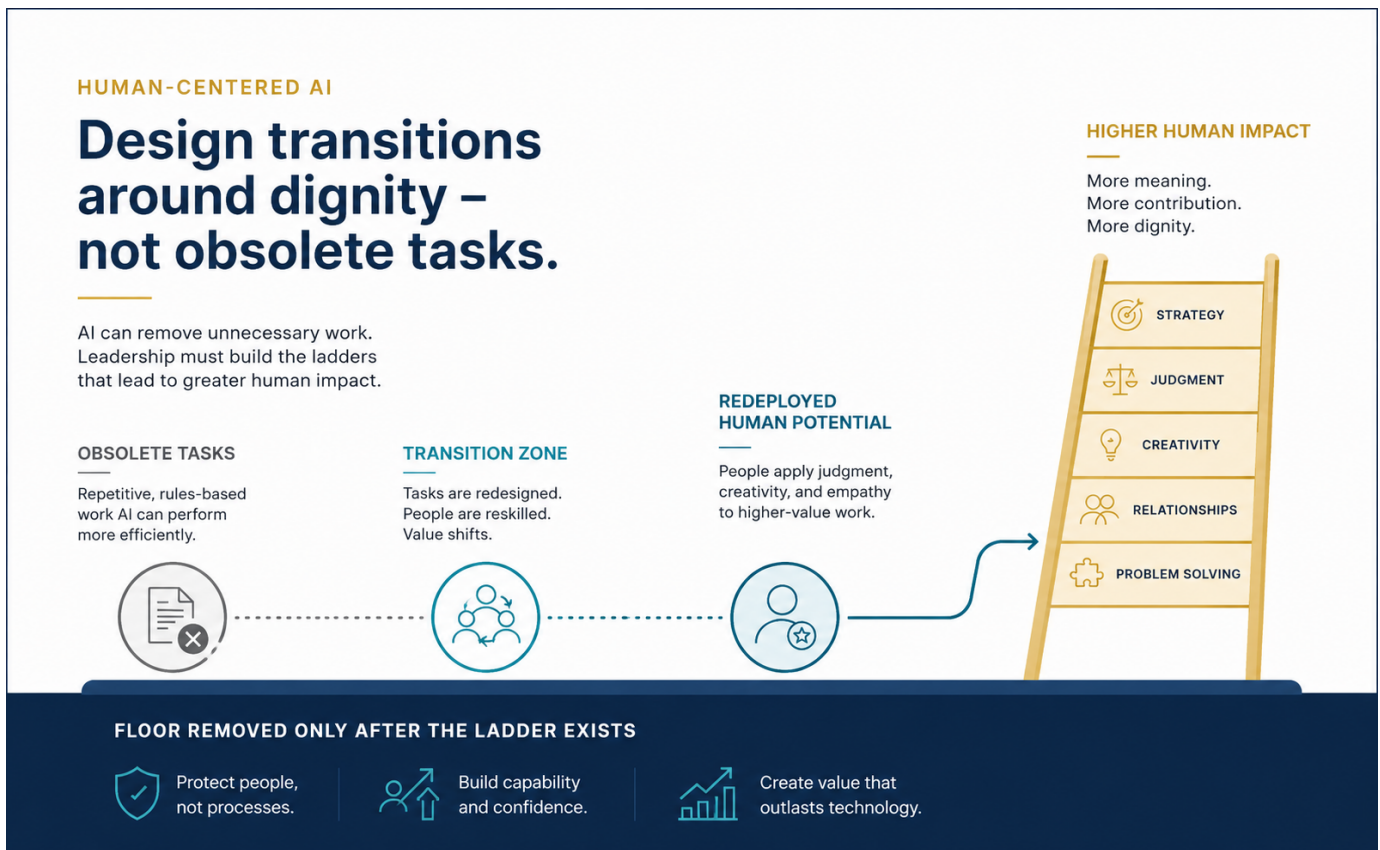 HUMAN-CENTERED AI
Design transitions
around dignity –
not obsolete tasks.
AI can remove unnecessary work.
Leadership must build the ladders
that lead to greater human impact.
OBSOLETE TASKS
Repetitive, rules-based
work AI can perform
more efficiently.
TRANSITION ZONE
Tasks are redesigned.
People are reskilled.
Value shifts.
REDEPLOYED
HUMAN POTENTIAL
People apply judgment,
creativity, and empathy
to higher-value work.
HIGHER HUMAN IMPACT
More meaning.
More contribution.
More dignity.
STRATEGY
JUDGMENT
CREATIVITY
RELATIONSHIPS
PROBLEM SOLVING
FLOOR REMOVED ONLY AFTER THE LADDER EXISTS
Protect people,
not processes.
Build capability
and confidence.
Create value that
outlasts technology.